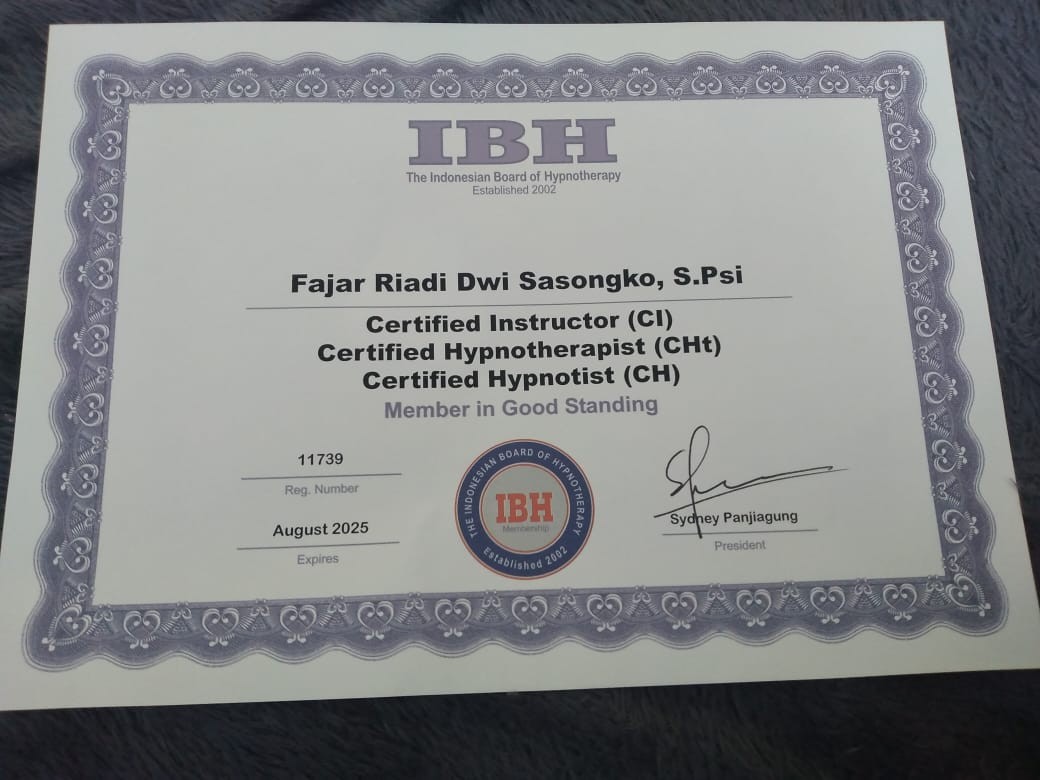 IBH
The Indonesian Board of Hypnotherapy
Established 2002
Fajar Riadi Dwi Sasongko, S.Psi
Certified Instructor (CI)
Certified Hypnotherapist (CHt)
Certified Hypnotist (CH)
Member in Good Standing
11739
Reg. Number
August 2025
Expires
THE INDONESIAN BOARD OF HYPNOTHERAPY
IBH
Membership
Established 2002
Sydney Panjiagung
President